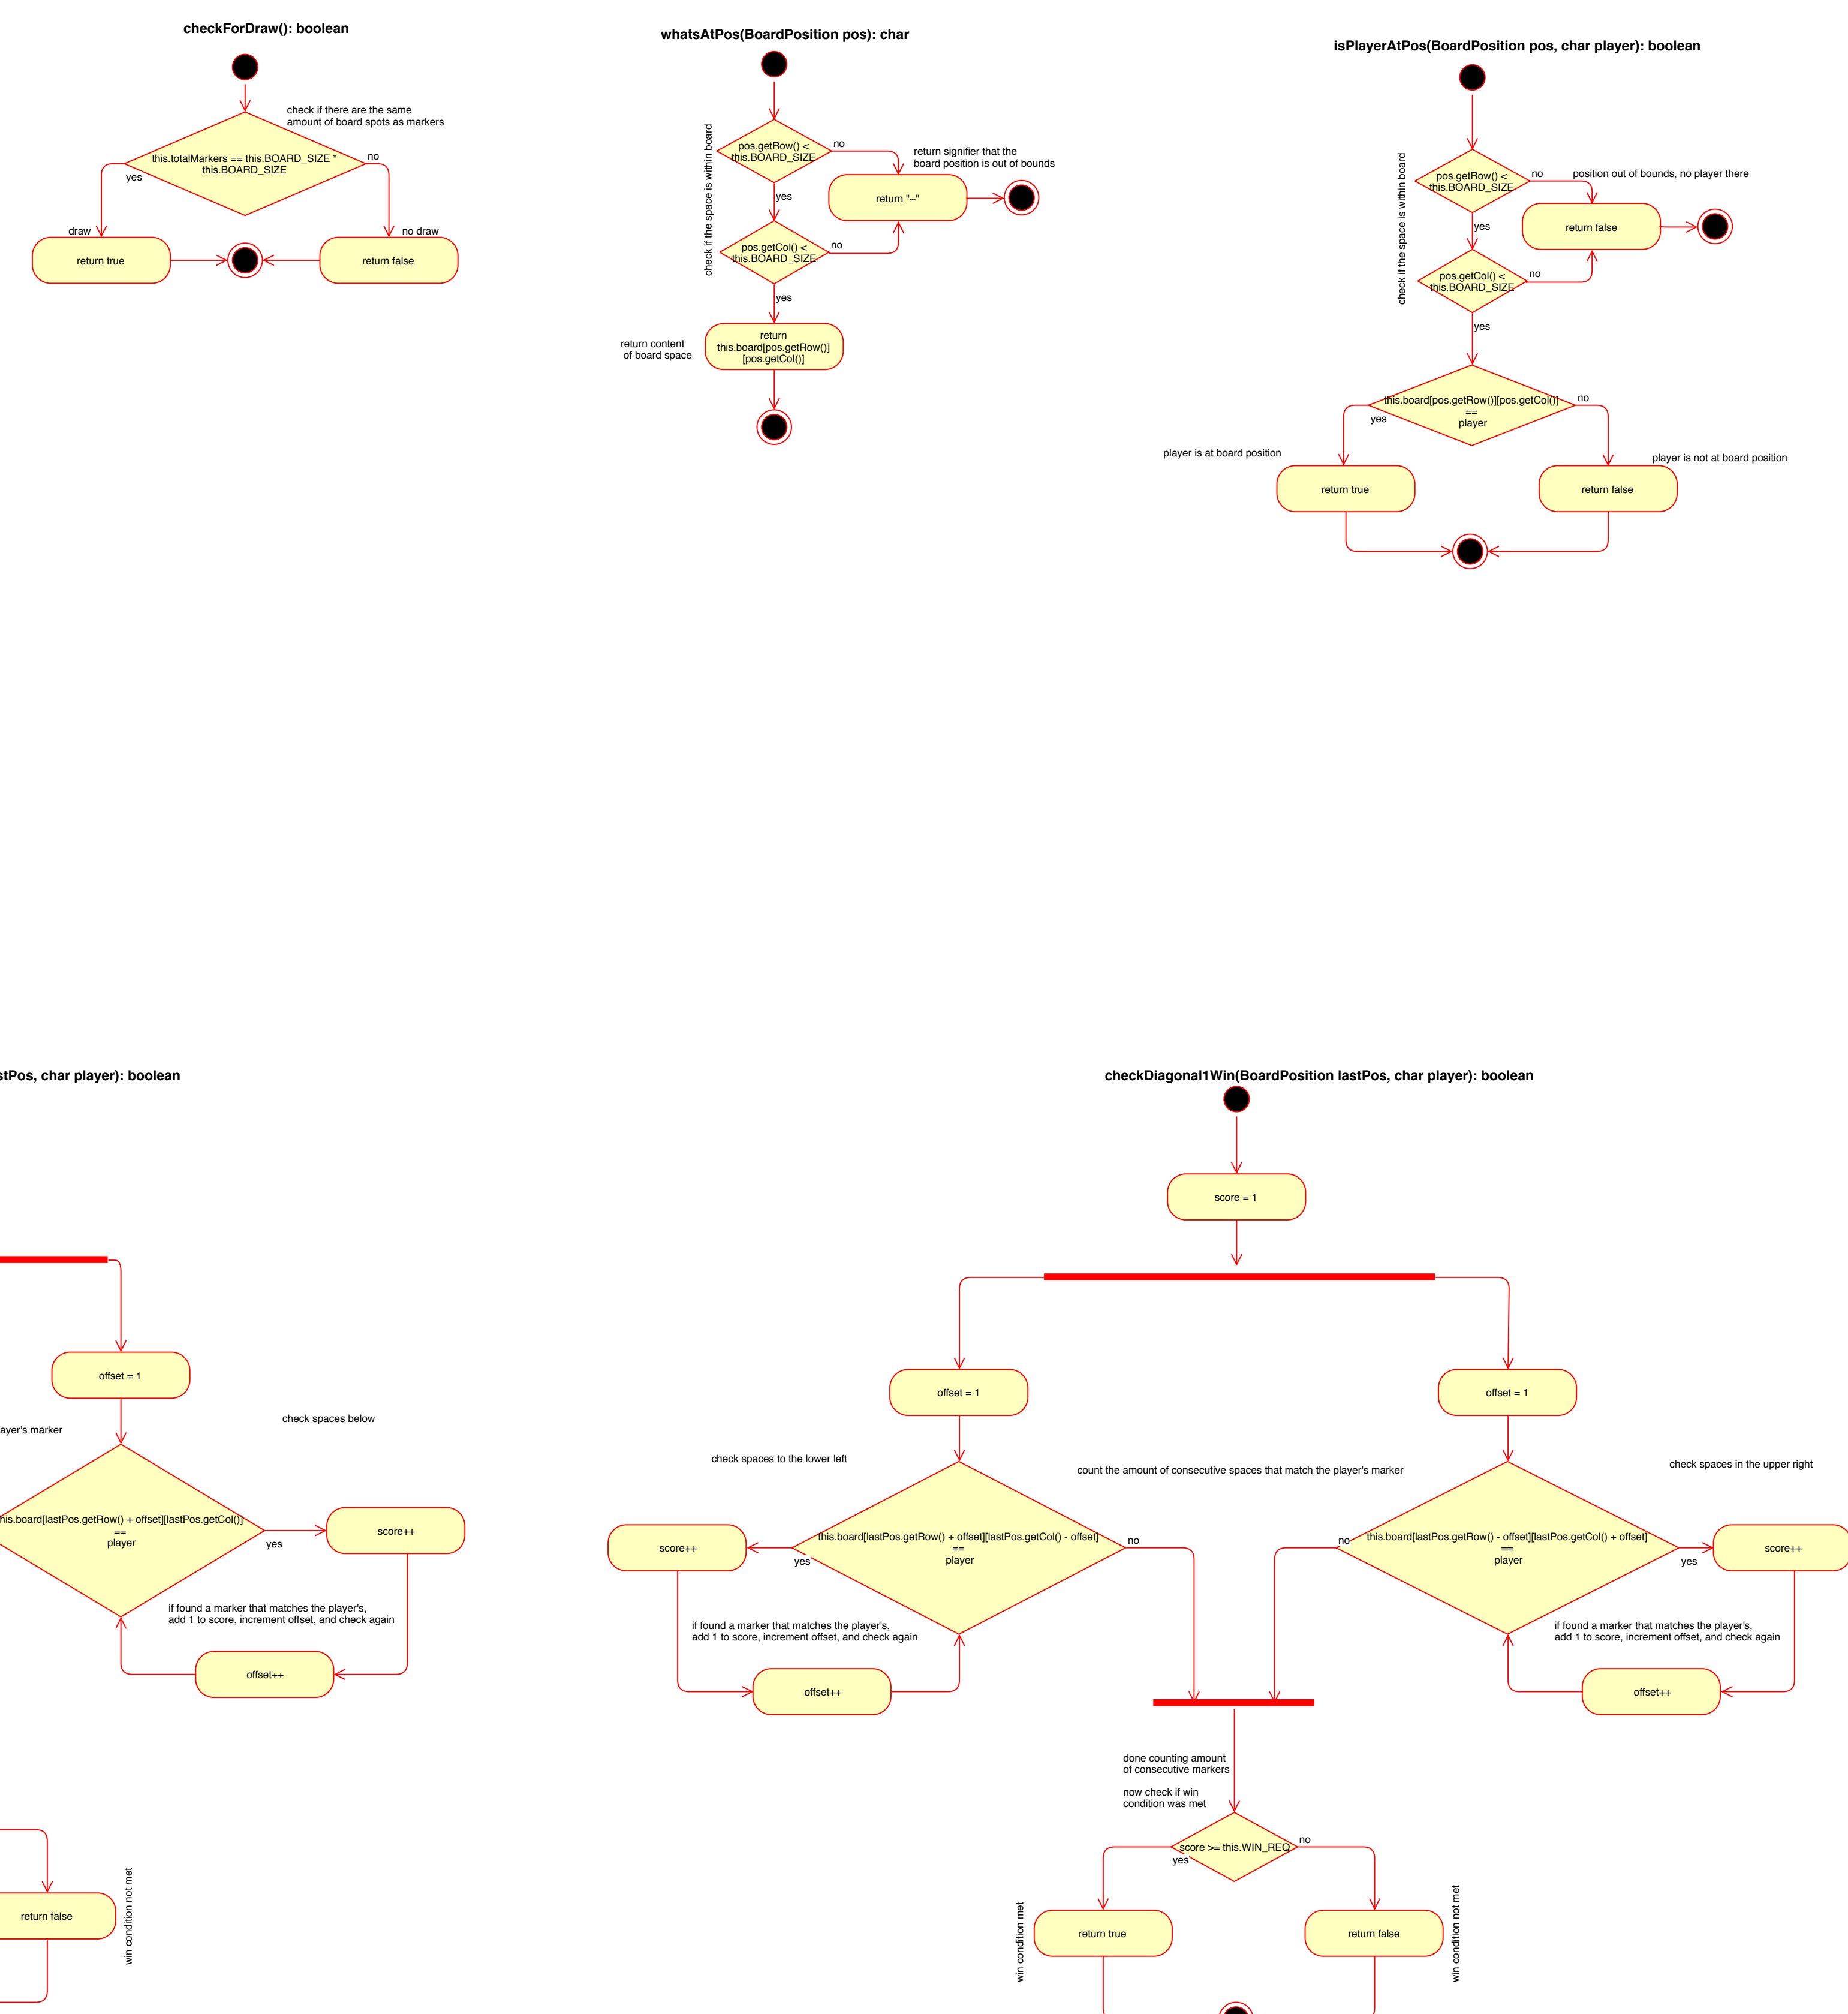 checkForDraw(): boolean
check if there are the same
amount of board spots as markers
this.totalMarkers == this.BOARD_SIZE *
this.BOARD_SIZE
yes
no
draw
no draw
return true
return false
whatsAtPos(BoardPosition pos): char
check if the space is within board
pos.getRow() <
this.BOARD_SIZE
no
return signifier that the
board position is out of bounds
yes
return "~"
pos.getCol() <
this.BOARD_SIZE
no
yes
return content
of board space
return
this.board[pos.getRow()]
[pos.getCol()]
isPlayerAtPos(BoardPosition pos, char player): boolean
check if the space is within board
pos.getRow() <
this.BOARD_SIZE
no
position out of bounds, no player there
yes
return false
pos.getCol() <
this.BOARD_SIZE
no
yes
this.board[pos.getRow()][pos.getCol()]
==
player
yes
no
player is at board position
player is not at board position
return true
return false
stPos, char player): boolean
offset = 1
check spaces below
ayer's marker
his.board[lastPos.getRow() + offset][lastPos.getCol()]
==
player
yes
score++
if found a marker that matches the player's,
add 1 to score, increment offset, and check again
offset++
return false
win condition not met
checkDiagonal1Win(BoardPosition lastPos, char player): boolean
score = 1
offset = 1
offset = 1
check spaces to the lower left
count the amount of consecutive spaces that match the player's marker
check spaces in the upper right
score++
yes
this.board[lastPos.getRow() + offset][lastPos.getCol() - offset]
==
player
no
no
this.board[lastPos.getRow() - offset][lastPos.getCol() + offset]
==
player
yes
score++
if found a marker that matches the player's,
add 1 to score, increment offset, and check again
if found a marker that matches the player's,
add 1 to score, increment offset, and check again
offset++
offset++
done counting amount
of consecutive markers
now check if win
condition was met
score >= this.WIN_REQ
yes
no
win condition met
return true
return false
win condition not met